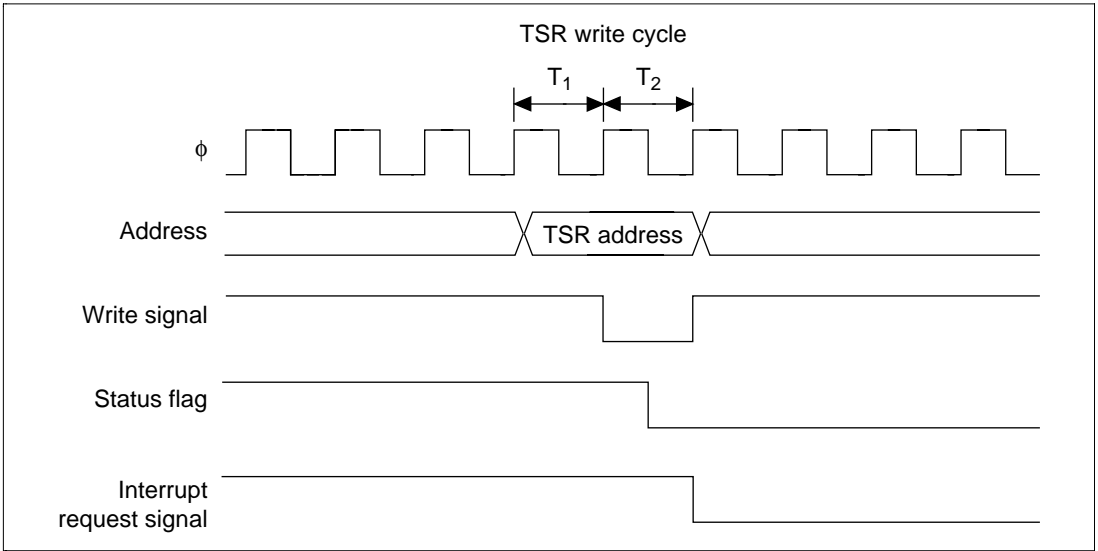 TSR write cycle
T1 T2
ϕ
Address TSR address
Write signal
Status flag
Interrupt
request signal